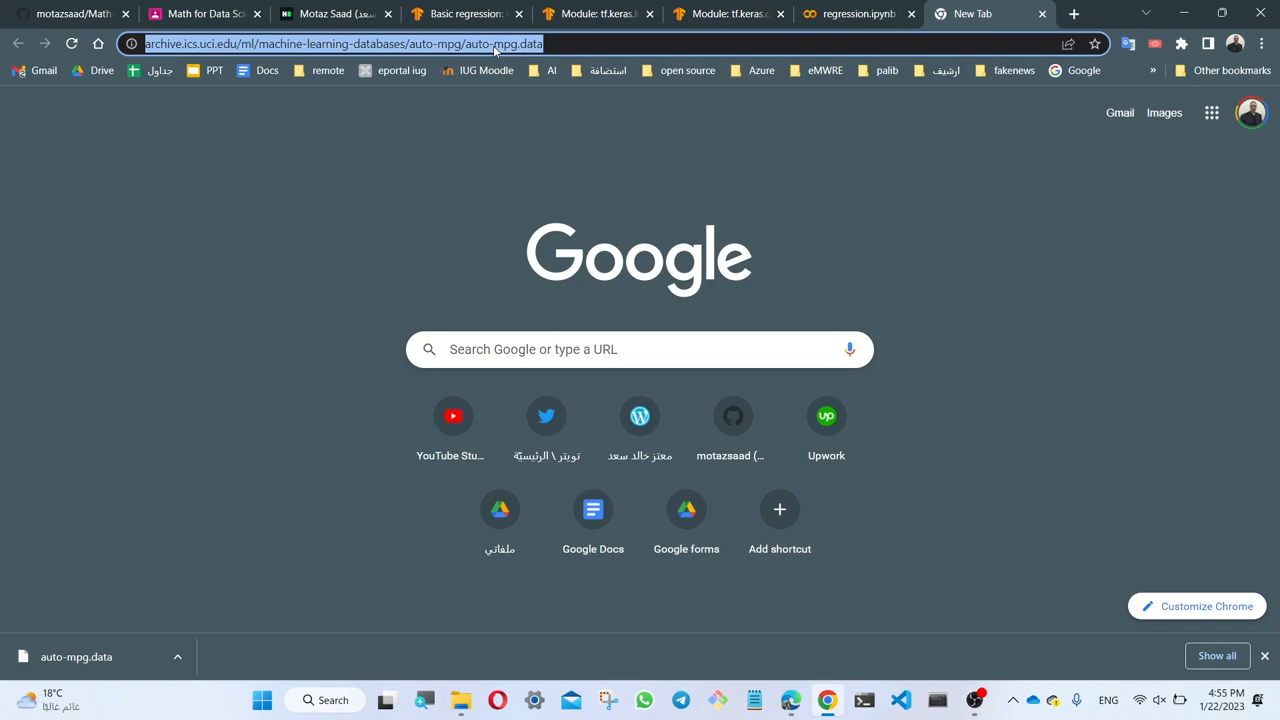 motazsaad/Math-
Math for Data Sci
Motaz Saad (معتز سعد)
Basic regression:
Module: tf.keras.l
Module: tf.keras.c
regression.ipynb
New Tab
archive.ics.uci.edu/ml/machine-learning-databases/auto-mpg/auto-mpg.data
Gmail
Drive
جداول
PPT
Docs
remote
eportal iug
IUG Moodle
AI
استضافة
open source
Azure
eMWRE
palib
ارشيف
fakenews
Google
»
Other bookmarks
Gmail
Images
Google
Search Google or type a URL
YouTube Stu...
تويتر \ الرئيسيّة
معتز خالد سعد
motazsaad (...
Upwork
ملفاتي
Google Docs
Google forms
Add shortcut
Customize Chrome
auto-mpg.data
Show all
18°C
غائم غالبًا
Search
ENG
4:55 PM
1/22/2023